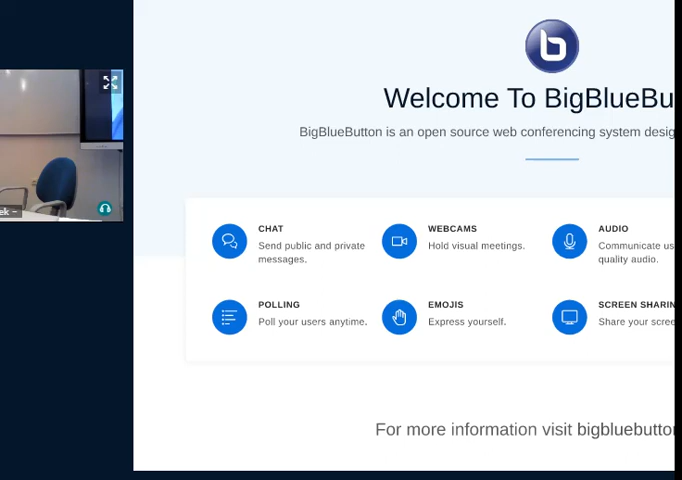 Welcome To BigBlueBu
BigBlueButton is an open source web conferencing system desig
CHAT
Send public and private
messages.
WEBCAMS
Hold visual meetings.
AUDIO
Communicate us
quality audio.
POLLING
Poll your users anytime.
EMOJIS
Express yourself.
SCREEN SHARIN
Share your scree
For more information visit bigbluebutto
ek